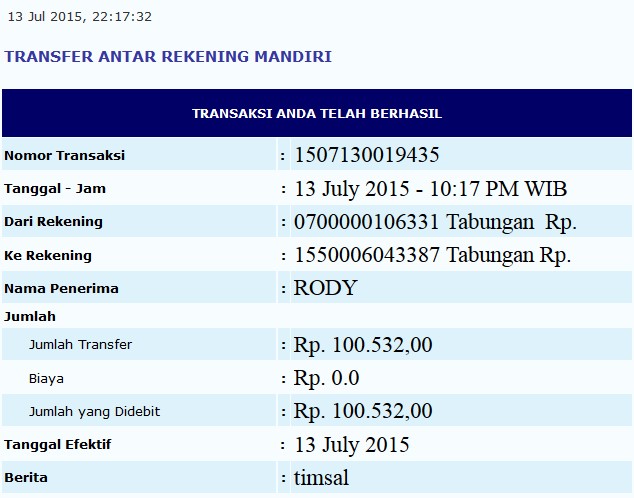 13 Jul 2015, 22:17:32
TRANSFER ANTAR REKENING MANDIRI
TRANSAKSI ANDA TELAH BERHASIL
Nomor Transaksi : 1507130019435
Tanggal - Jam : 13 July 2015 - 10:17 PM WIB
Dari Rekening : 0700000106331 Tabungan Rp.
Ke Rekening : 1550006043387 Tabungan Rp.
Nama Penerima : RODY
Jumlah
Jumlah Transfer : Rp. 100.532,00
Biaya : Rp. 0.0
Jumlah yang Didebit : Rp. 100.532,00
Tanggal Efektif : 13 July 2015
Berita : timsal